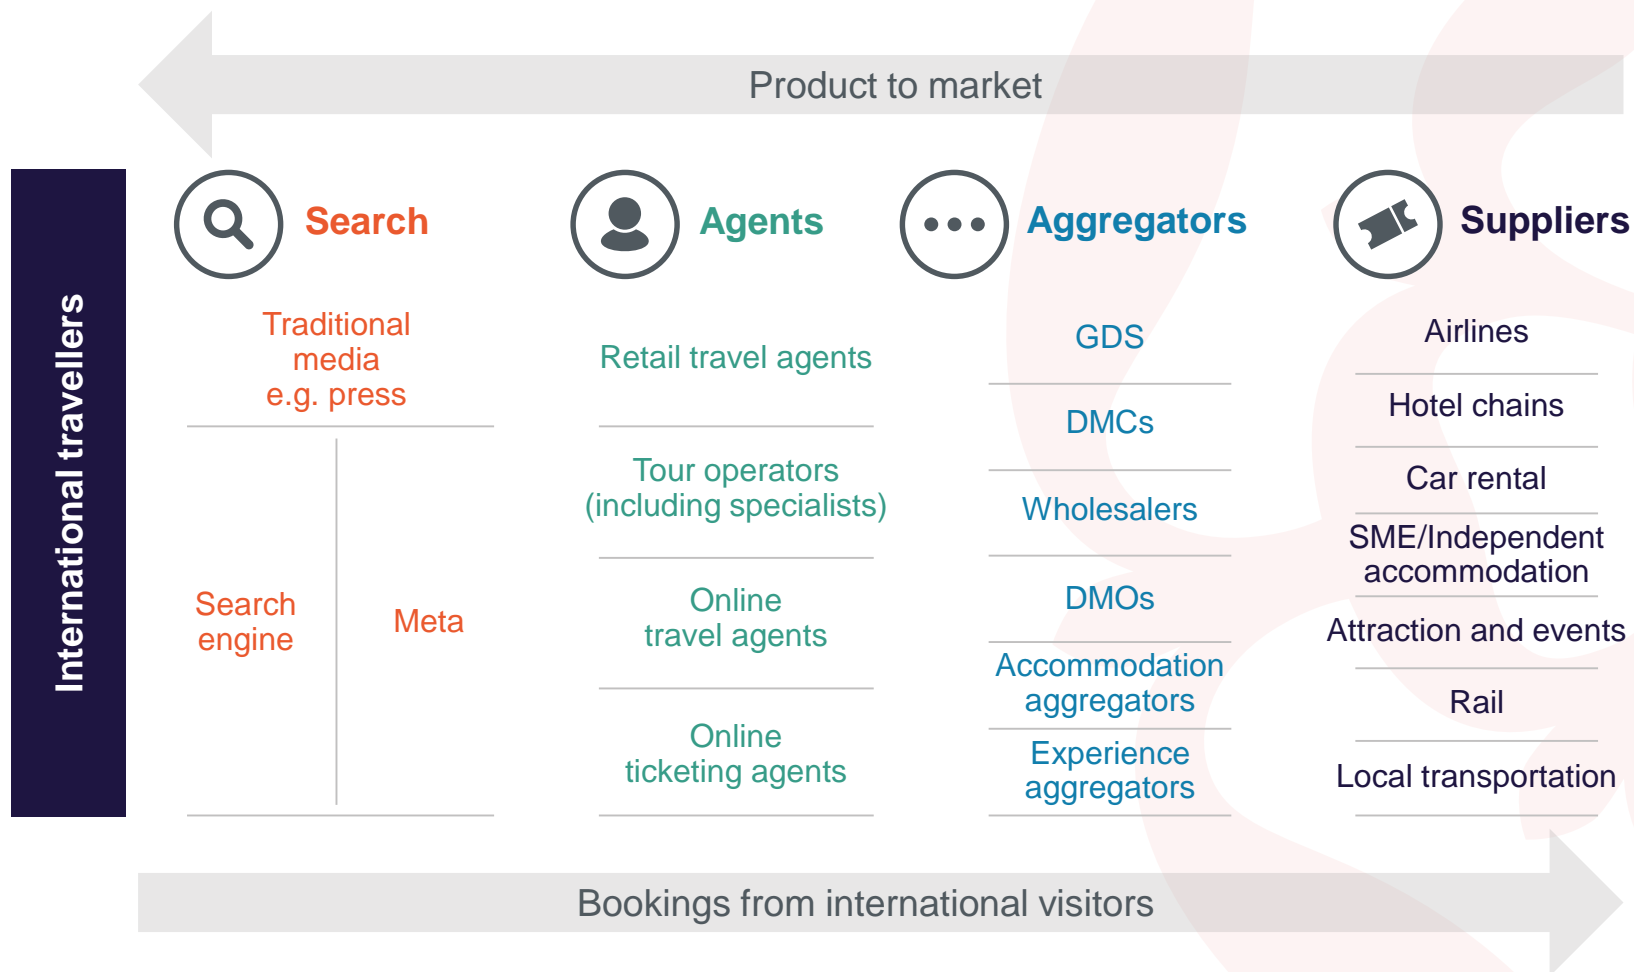 Product to market
International travellers
Search
Traditional
media
e.g. press
Search
engine
Meta
Agents
Retail travel agents
Tour operators
(including specialists)
Online
travel agents
Online
ticketing agents
Aggregators
GDS
DMCs
Wholesalers
DMOs
Accommodation
aggregators
Experience
aggregators
Suppliers
Airlines
Hotel chains
Car rental
SME/Independent
accommodation
Attraction and events
Rail
Local transportation
Bookings from international visitors